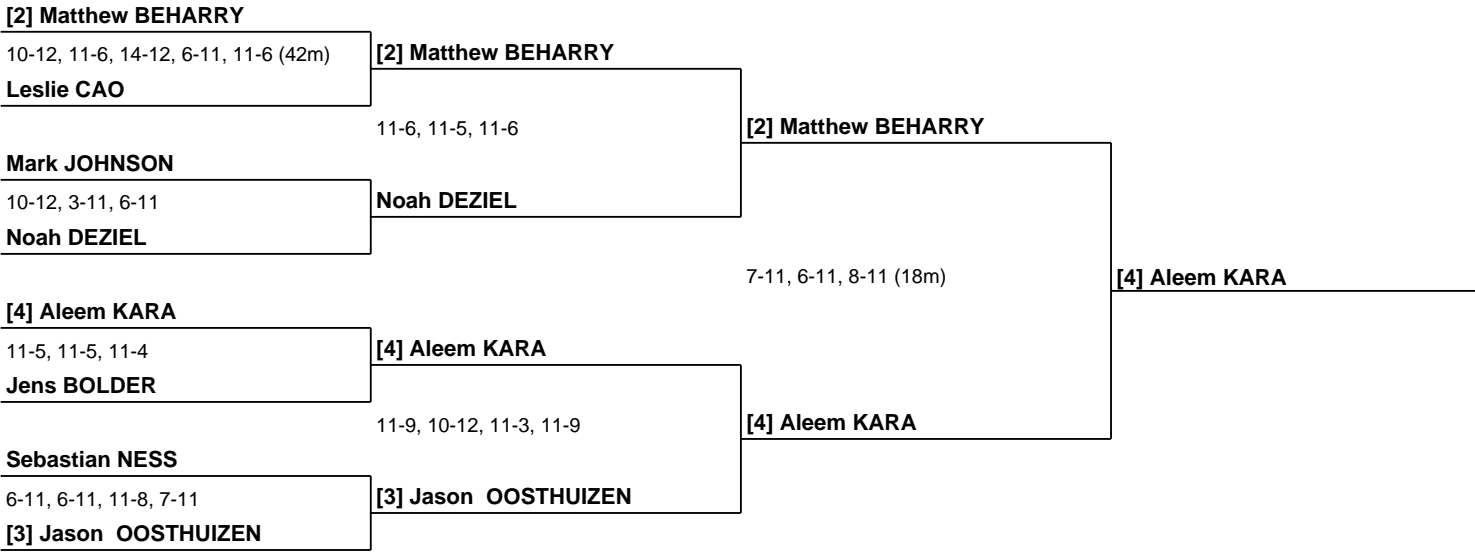 [2] Matthew BEHARRY
10-12, 11-6, 14-12, 6-11, 11-6 (42m)
Leslie CAO
Mark JOHNSON
10-12, 3-11, 6-11
Noah DEZIEL
[4] Aleem KARA
11-5, 11-5, 11-4
Jens BOLDER
Sebastian NESS
6-11, 6-11, 11-8, 7-11
[3] Jason  OOSTHUIZEN
[2] Matthew BEHARRY
11-6, 11-5, 11-6
Noah DEZIEL
[4] Aleem KARA
11-9, 10-12, 11-3, 11-9
[3] Jason  OOSTHUIZEN
[2] Matthew BEHARRY
7-11, 6-11, 8-11 (18m)
[4] Aleem KARA
[4] Aleem KARA